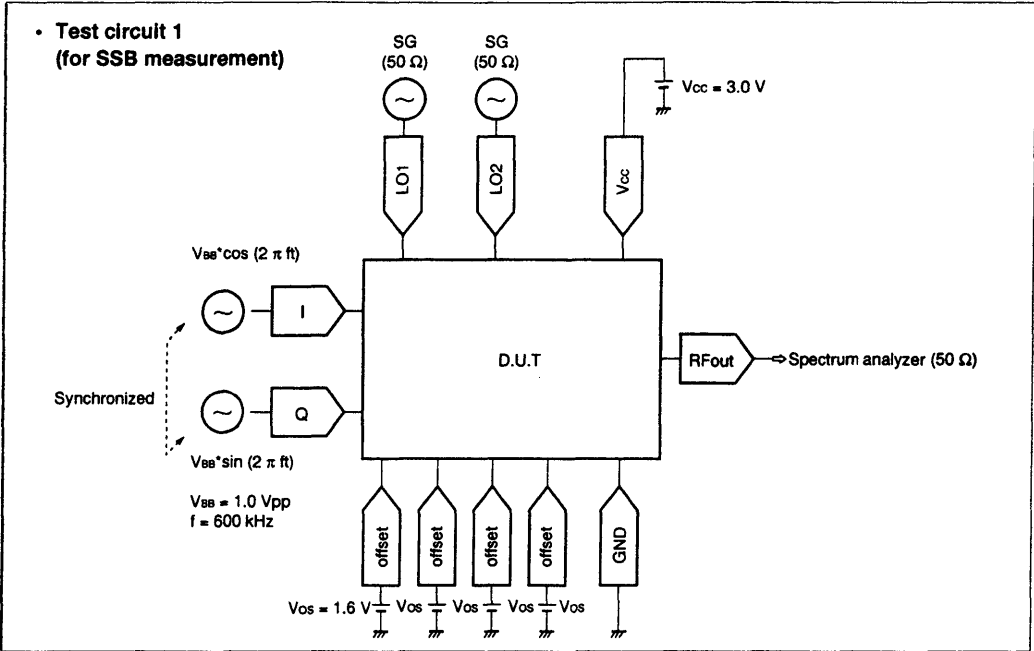 • Test circuit 1
(for SSB measurement)
SG
(50 Ω)
SG
(50 Ω)
Vcc = 3.0 V
LO1
LO2
Vcc
VBB*cos (2 π ft)
I
D.U.T
RFout
⇨Spectrum analyzer (50 Ω)
Synchronized
Q
VBB*sin (2 π ft)
VBB = 1.0 Vpp
f = 600 kHz
offset
offset
offset
offset
GND
Vos = 1.6 V
Vos
Vos
Vos
Vos